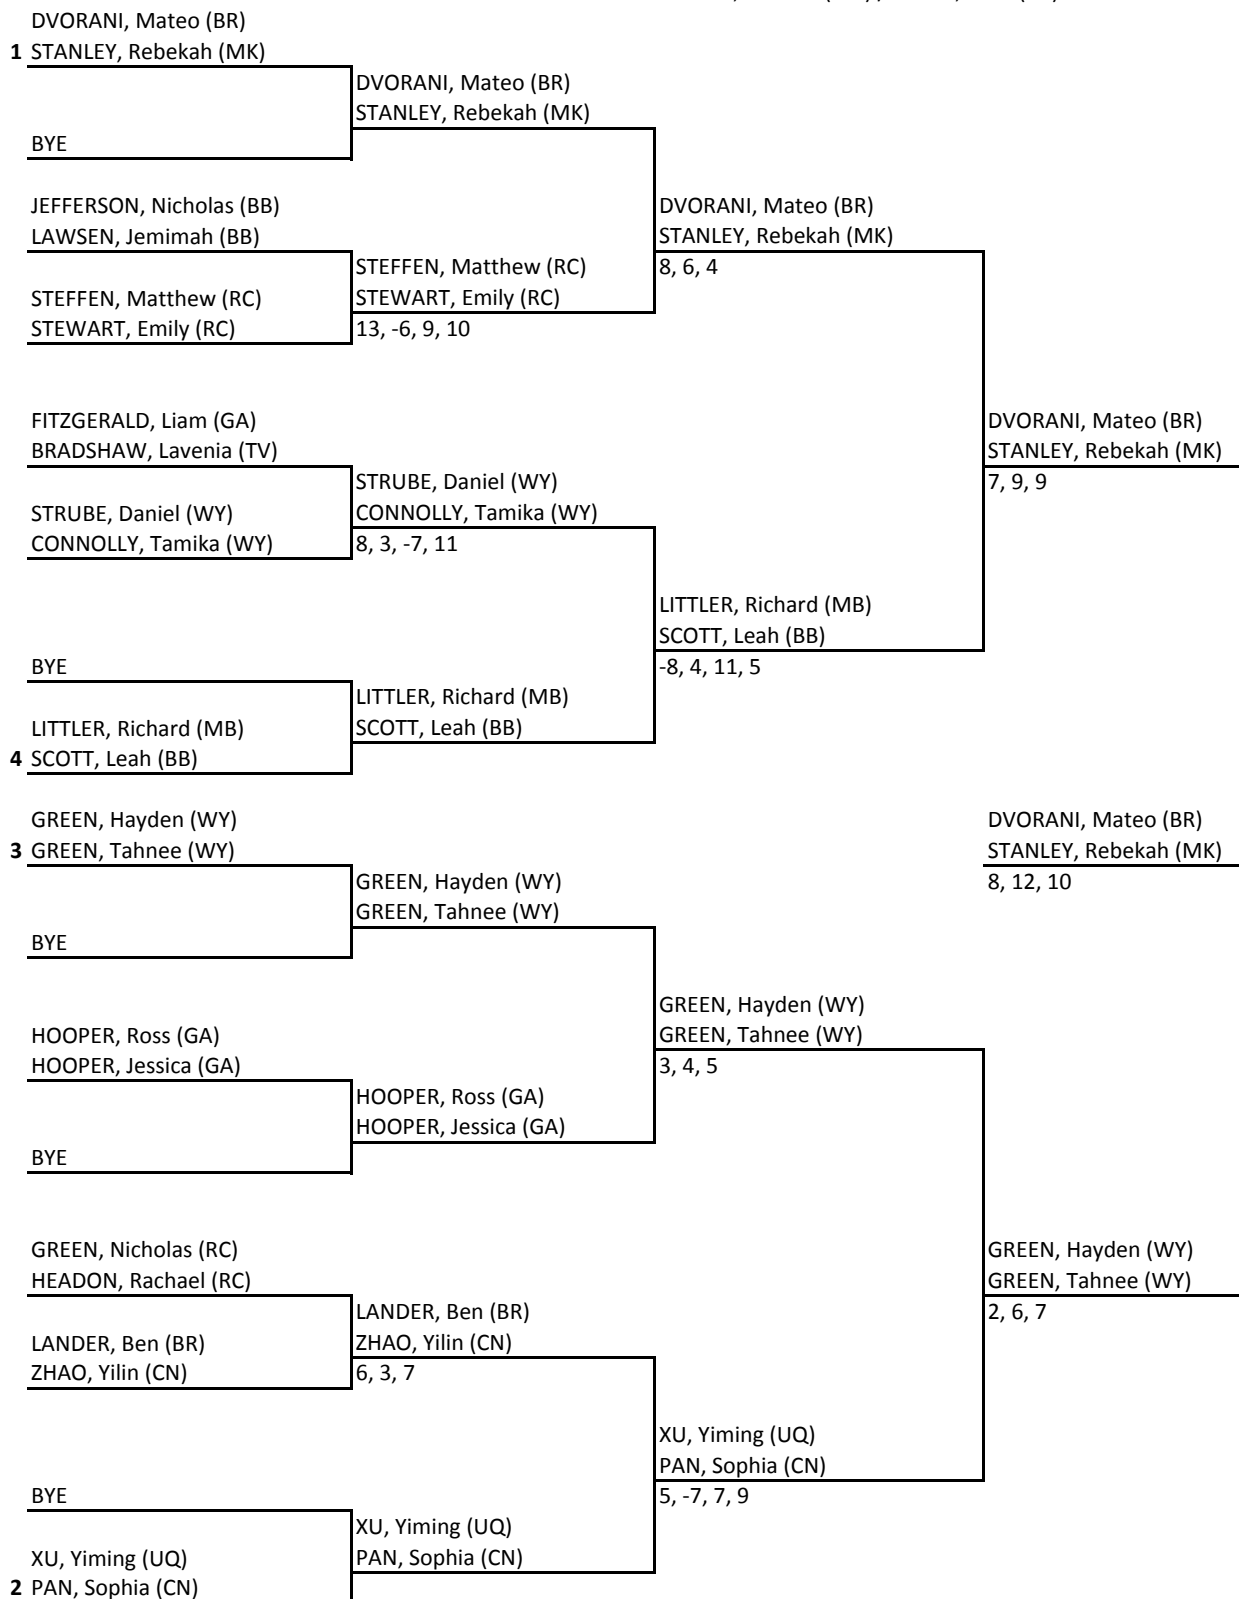 DVORANI, Mateo (BR)
1 STANLEY, Rebekah (MK)
DVORANI, Mateo (BR)
STANLEY, Rebekah (MK)
BYE
JEFFERSON, Nicholas (BB)
LAWSEN, Jemimah (BB)
DVORANI, Mateo (BR)
STANLEY, Rebekah (MK)
8, 6, 4
STEFFEN, Matthew (RC)
STEWART, Emily (RC)
13, -6, 9, 10
STEFFEN, Matthew (RC)
STEWART, Emily (RC)
FITZGERALD, Liam (GA)
BRADSHAW, Lavenia (TV)
DVORANI, Mateo (BR)
STANLEY, Rebekah (MK)
7, 9, 9
STRUBE, Daniel (WY)
CONNOLLY, Tamika (WY)
8, 3, -7, 11
STRUBE, Daniel (WY)
CONNOLLY, Tamika (WY)
LITTLER, Richard (MB)
SCOTT, Leah (BB)
-8, 4, 11, 5
BYE
LITTLER, Richard (MB)
SCOTT, Leah (BB)
LITTLER, Richard (MB)
4 SCOTT, Leah (BB)
GREEN, Hayden (WY)
3 GREEN, Tahnee (WY)
DVORANI, Mateo (BR)
STANLEY, Rebekah (MK)
8, 12, 10
GREEN, Hayden (WY)
GREEN, Tahnee (WY)
BYE
GREEN, Hayden (WY)
GREEN, Tahnee (WY)
3, 4, 5
HOOPER, Ross (GA)
HOOPER, Jessica (GA)
HOOPER, Ross (GA)
HOOPER, Jessica (GA)
BYE
GREEN, Nicholas (RC)
HEADON, Rachael (RC)
GREEN, Hayden (WY)
GREEN, Tahnee (WY)
2, 6, 7
LANDER, Ben (BR)
ZHAO, Yilin (CN)
6, 3, 7
LANDER, Ben (BR)
ZHAO, Yilin (CN)
XU, Yiming (UQ)
PAN, Sophia (CN)
5, -7, 7, 9
BYE
XU, Yiming (UQ)
PAN, Sophia (CN)
XU, Yiming (UQ)
2 PAN, Sophia (CN)